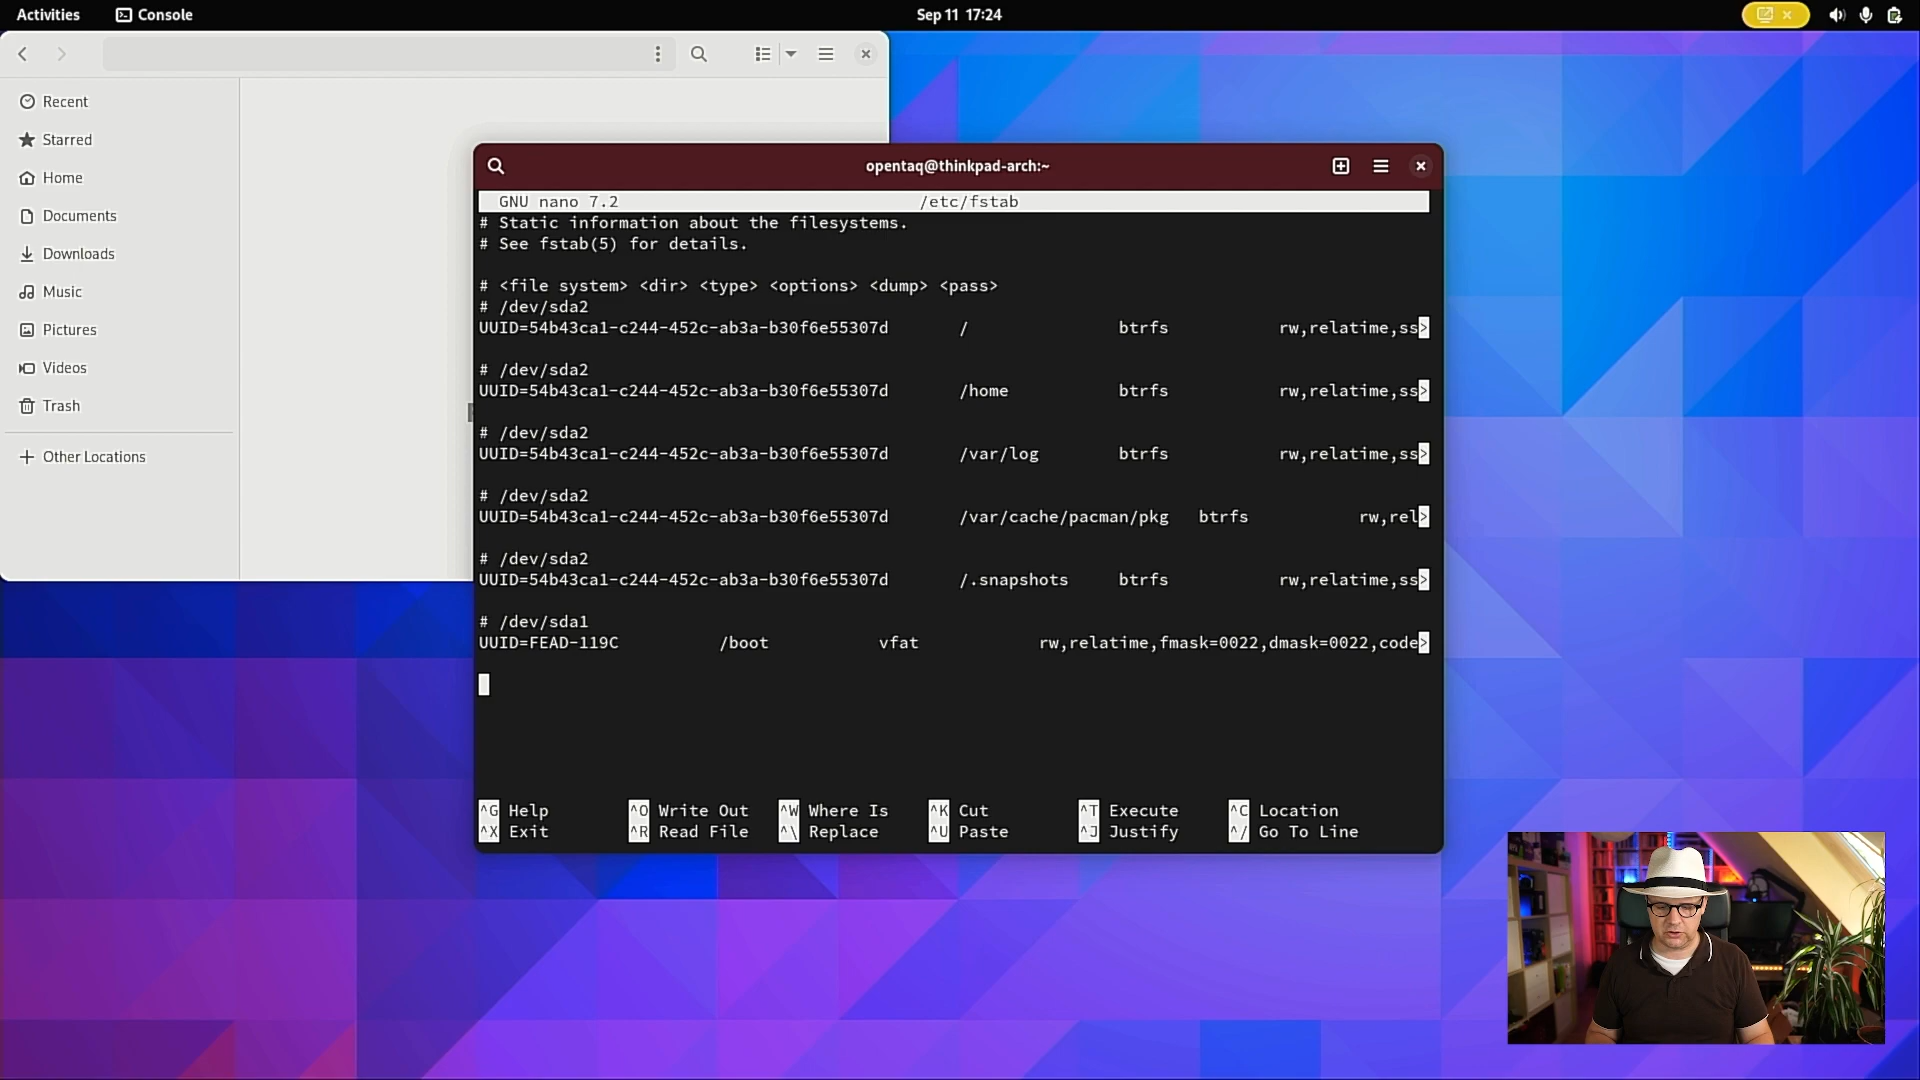 Activities
Console
Sep 11 17:24
Recent
Starred
Home
Documents
Downloads
Music
Pictures
Videos
Trash
Other Locations
opentaq@thinkpad-arch:~
GNU nano 7.2 /etc/fstab
# Static information about the filesystems.
# See fstab(5) for details.
# <file system> <dir> <type> <options> <dump> <pass>
# /dev/sda2
UUID=54b43ca1-c244-452c-ab3a-b30f6e55307d / btrfs rw,relatime,ss>
# /dev/sda2
UUID=54b43ca1-c244-452c-ab3a-b30f6e55307d /home btrfs rw,relatime,ss>
# /dev/sda2
UUID=54b43ca1-c244-452c-ab3a-b30f6e55307d /var/log btrfs rw,relatime,ss>
# /dev/sda2
UUID=54b43ca1-c244-452c-ab3a-b30f6e55307d /var/cache/pacman/pkg btrfs rw,rel>
# /dev/sda2
UUID=54b43ca1-c244-452c-ab3a-b30f6e55307d /.snapshots btrfs rw,relatime,ss>
# /dev/sda1
UUID=FEAD-119C /boot vfat rw,relatime,fmask=0022,dmask=0022,code>
^G Help ^O Write Out ^W Where Is ^K Cut ^T Execute ^C Location
^X Exit ^R Read File ^\ Replace ^U Paste ^J Justify ^/ Go To Line